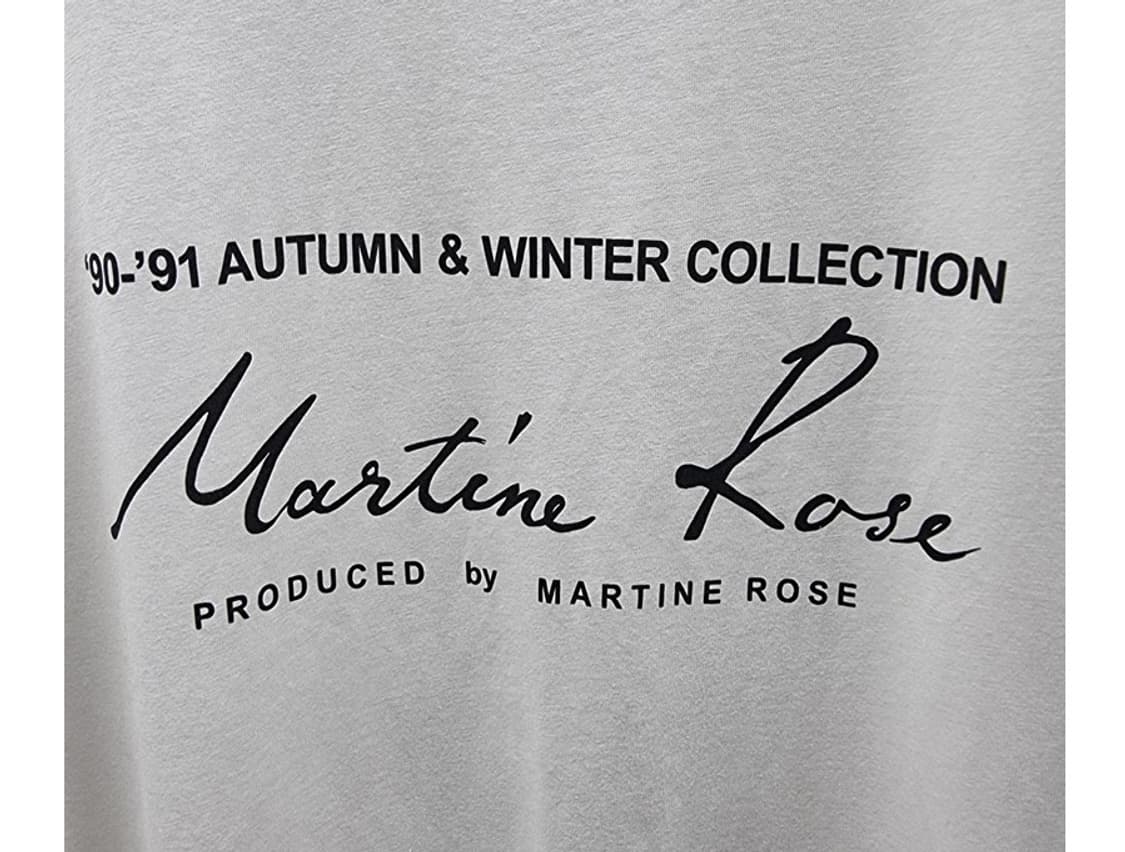 ‘90-’91 AUTUMN & WINTER COLLECTION
Martine Rose
PRODUCED by MARTINE ROSE